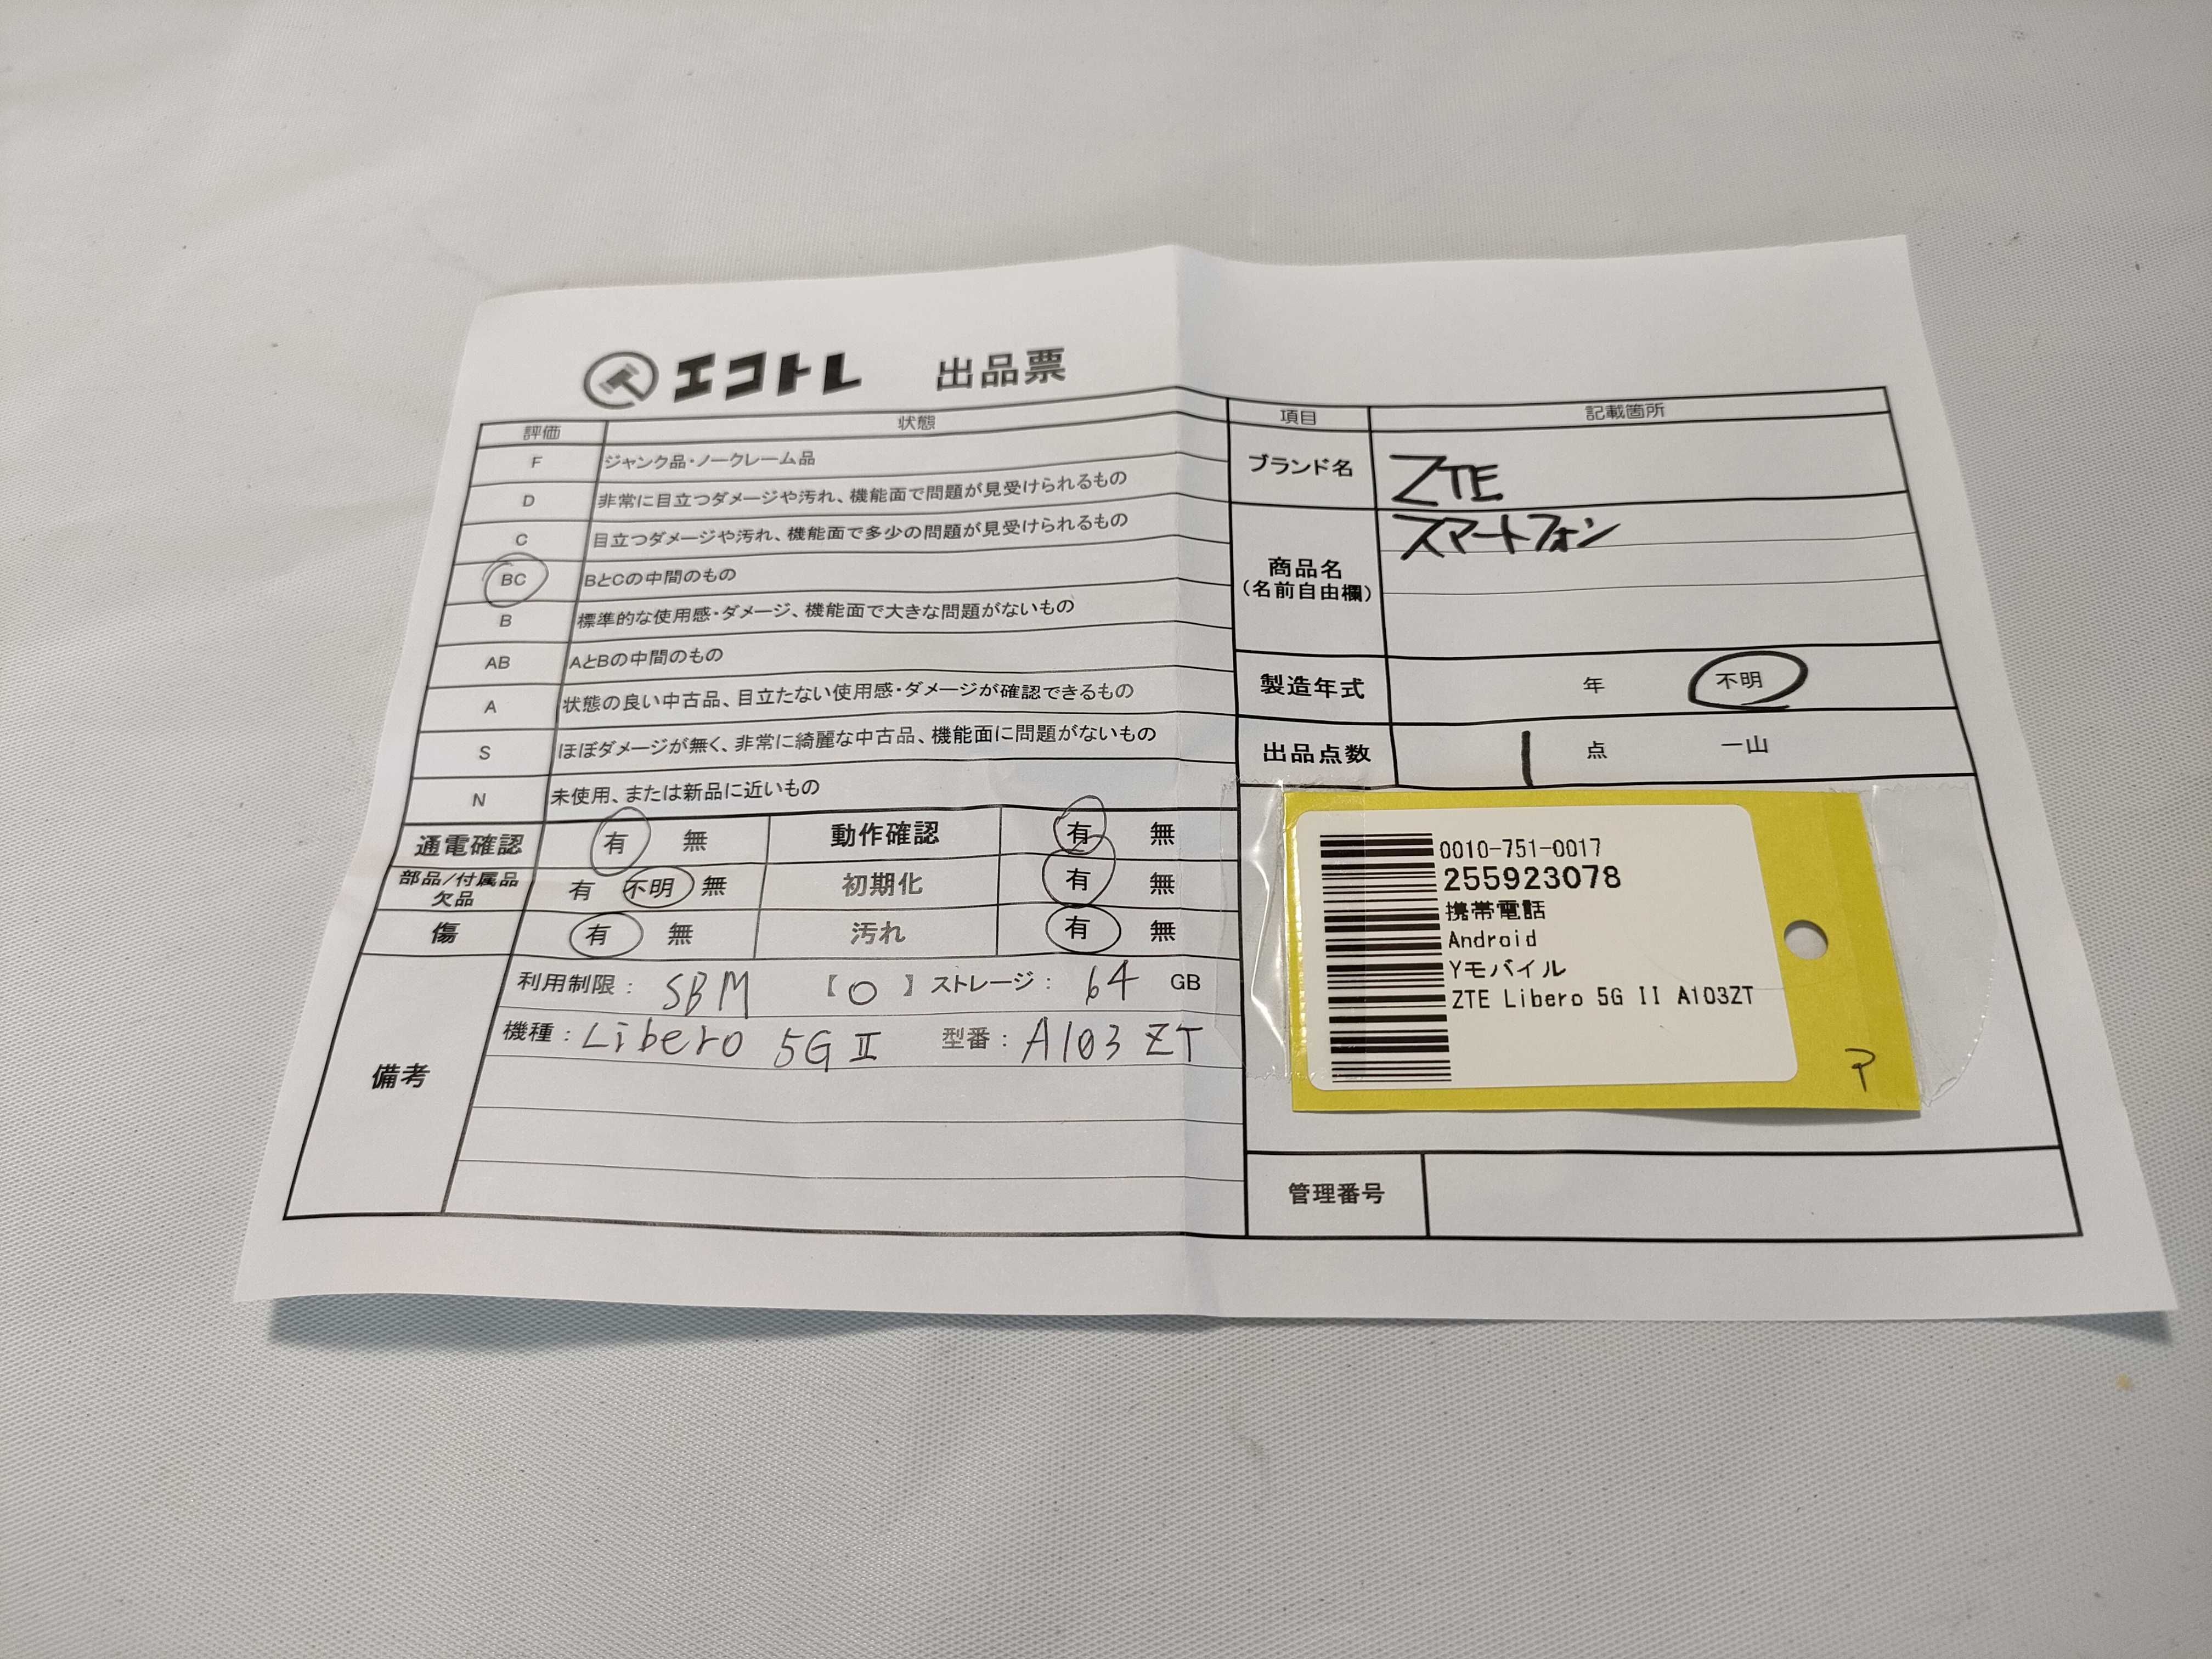 エコトレ 出品票
評価 状態
F ジャンク品・ノークレーム品
D 非常に目立つダメージや汚れ、機能面で問題が見受けられるもの
C 目立つダメージや汚れ、機能面で多少の問題が見受けられるもの
BC BとCの中間のもの
B 標準的な使用感・ダメージ、機能面で大きな問題がないもの
AB AとBの中間のもの
A 状態の良い中古品、目立たない使用感・ダメージが確認できるもの
S ほぼダメージが無く、非常に綺麗な中古品、機能面に問題がないもの
N 未使用、または新品に近いもの
通電確認 有 無 動作確認 有 無
部品/付属品 有 不明 無 初期化 有 無
欠品
傷 有 無 汚れ 有 無
備考
利用制限: SBM 【○】 ストレージ: 64 GB
機種: Libero 5G II 型番: A103ZT
項目 記載箇所
ブランド名 ZTE
商品名 スマートフォン
(名前自由欄)
製造年式 年 不明
出品点数 1 点 一山
0010-751-0017
255923078
携帯電話
Android
Yモバイル
ZTE Libero 5G II A103ZT
管理番号